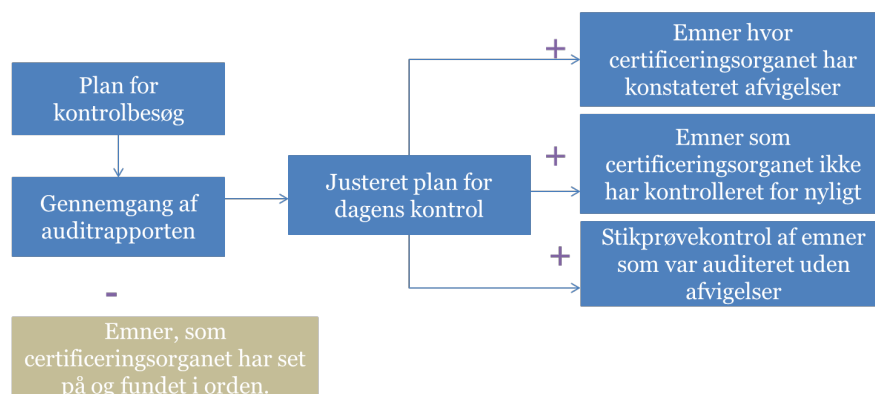 Plan for
kontrolbesøg
Gennemgang af
auditrapporten
-
Emner, som
certificeringsorganet har set
på og fundet i orden.
Justeret plan for
dagens kontrol
+
Emner hvor
certificeringsorganet har
konstateret afvigelser
+
Emner som
certificeringsorganet ikke
har kontrolleret for nyligt
+
Stikprøvekontrol af emner
som var auditeret uden
afvigelser